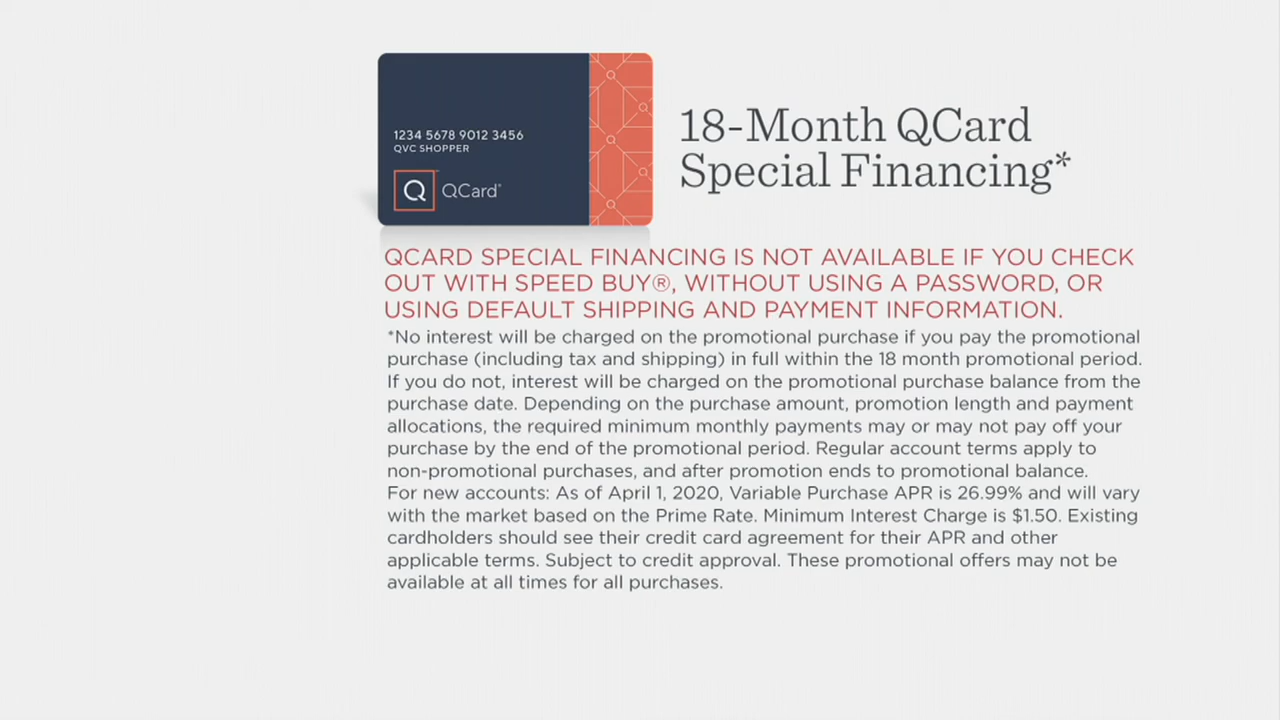 1234 5678 9012 3456
QVC SHOPPER
Q QCard®
18-Month QCard
Special Financing*
QCARD SPECIAL FINANCING IS NOT AVAILABLE IF YOU CHECK
OUT WITH SPEED BUY®, WITHOUT USING A PASSWORD, OR
USING DEFAULT SHIPPING AND PAYMENT INFORMATION.
*No interest will be charged on the promotional purchase if you pay the promotional
purchase (including tax and shipping) in full within the 18 month promotional period.
If you do not, interest will be charged on the promotional purchase balance from the
purchase date. Depending on the purchase amount, promotion length and payment
allocations, the required minimum monthly payments may or may not pay off your
purchase by the end of the promotional period. Regular account terms apply to
non-promotional purchases, and after promotion ends to promotional balance.
For new accounts: As of April 1, 2020, Variable Purchase APR is 26.99% and will vary
with the market based on the Prime Rate. Minimum Interest Charge is $1.50. Existing
cardholders should see their credit card agreement for their APR and other
applicable terms. Subject to credit approval. These promotional offers may not be
available at all times for all purchases.